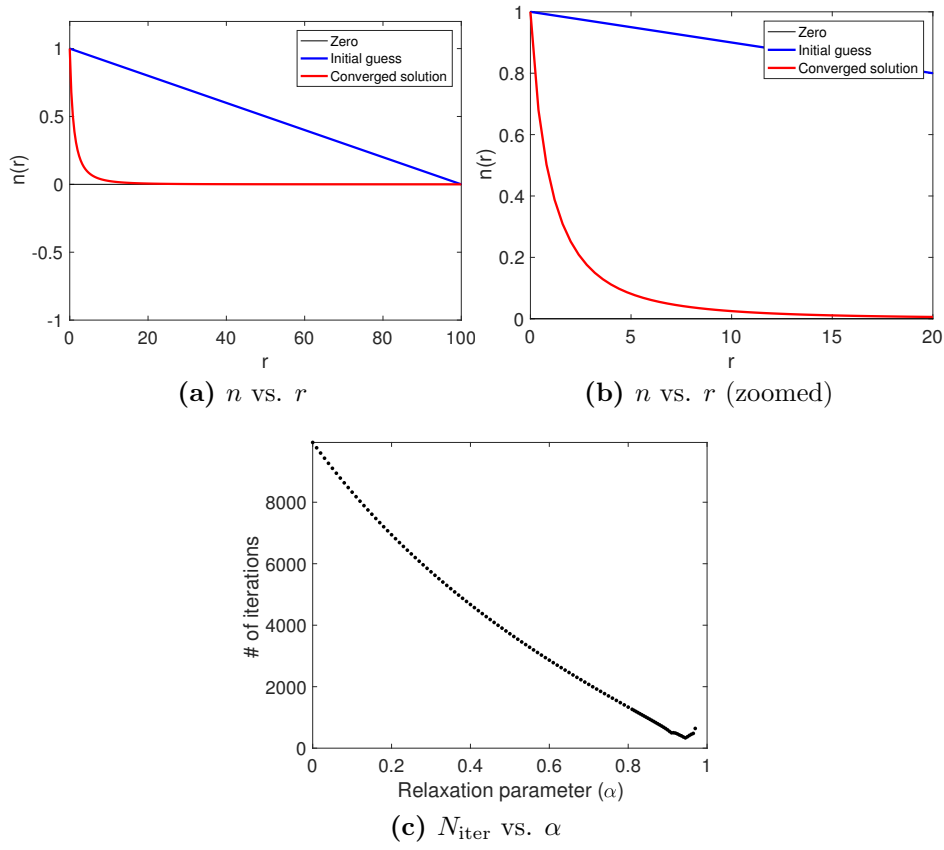 1
0.5
0
-0.5
-1
n(r)
Zero
Initial guess
Converged solution
0 20 40 60 80 100
r
(a) n vs. r
1
0.8
0.6
0.4
0.2
0
n(r)
Zero
Initial guess
Converged solution
0 5 10 15 20
r
(b) n vs. r (zoomed)
8000
6000
4000
2000
0
# of iterations
0 0.2 0.4 0.6 0.8 1
Relaxation parameter (α)
(c) N_iter vs. α